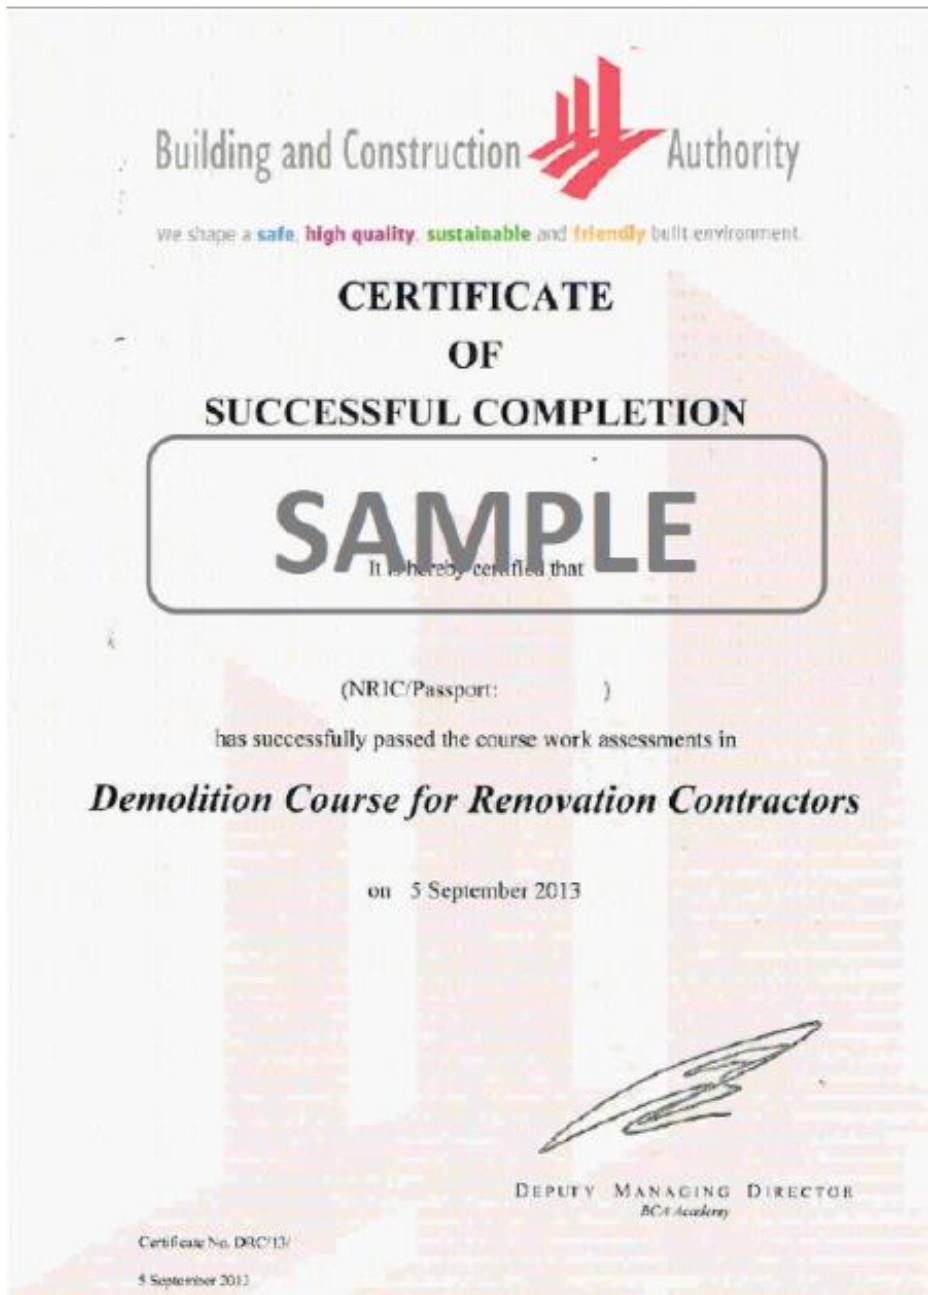 Building and Construction Authority
we shape a safe, high quality, sustainable and friendly built environment.
CERTIFICATE
OF
SUCCESSFUL COMPLETION
SAMPLE
It is hereby certified that
(NRIC/Passport: )
has successfully passed the course work assessments in
Demolition Course for Renovation Contractors
on 5 September 2013
DEPUTY MANAGING DIRECTOR
BCA Academy
Certificate No. DRC/13/
5 September 2013